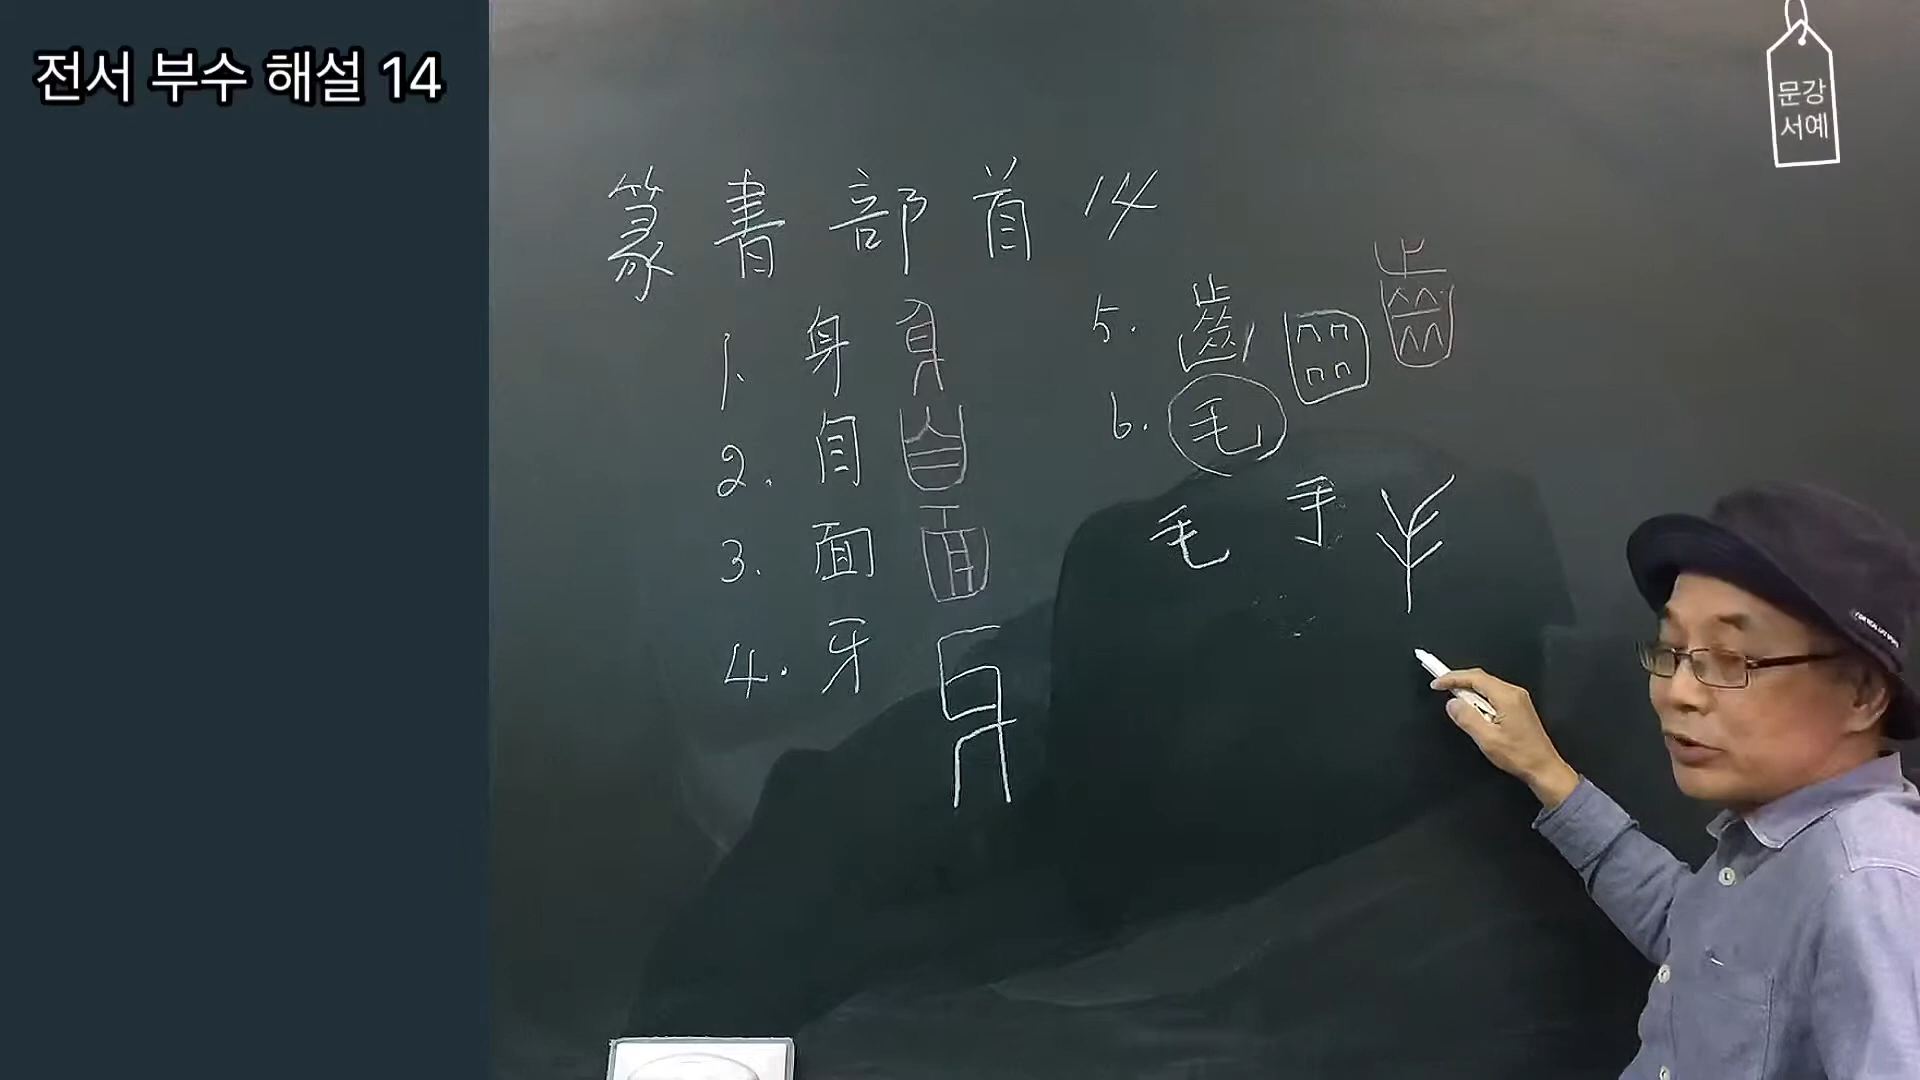 전서 부수 해설 14
문강
서예
篆書部首 14
1. 身
2. 自
3. 面
4. 牙
5. 齒
6. 毛
毛 手